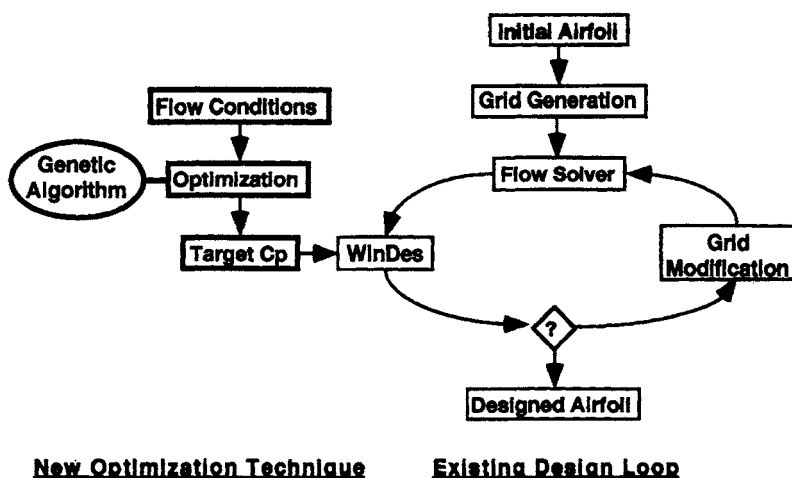 Initial Airfoil
Flow Conditions
Grid Generation
Genetic
Algorithm
Optimization
Flow Solver
Target Cp
WinDes
Grid
Modification
?
Designed Airfoil
New Optimization Technique
Existing Design Loop